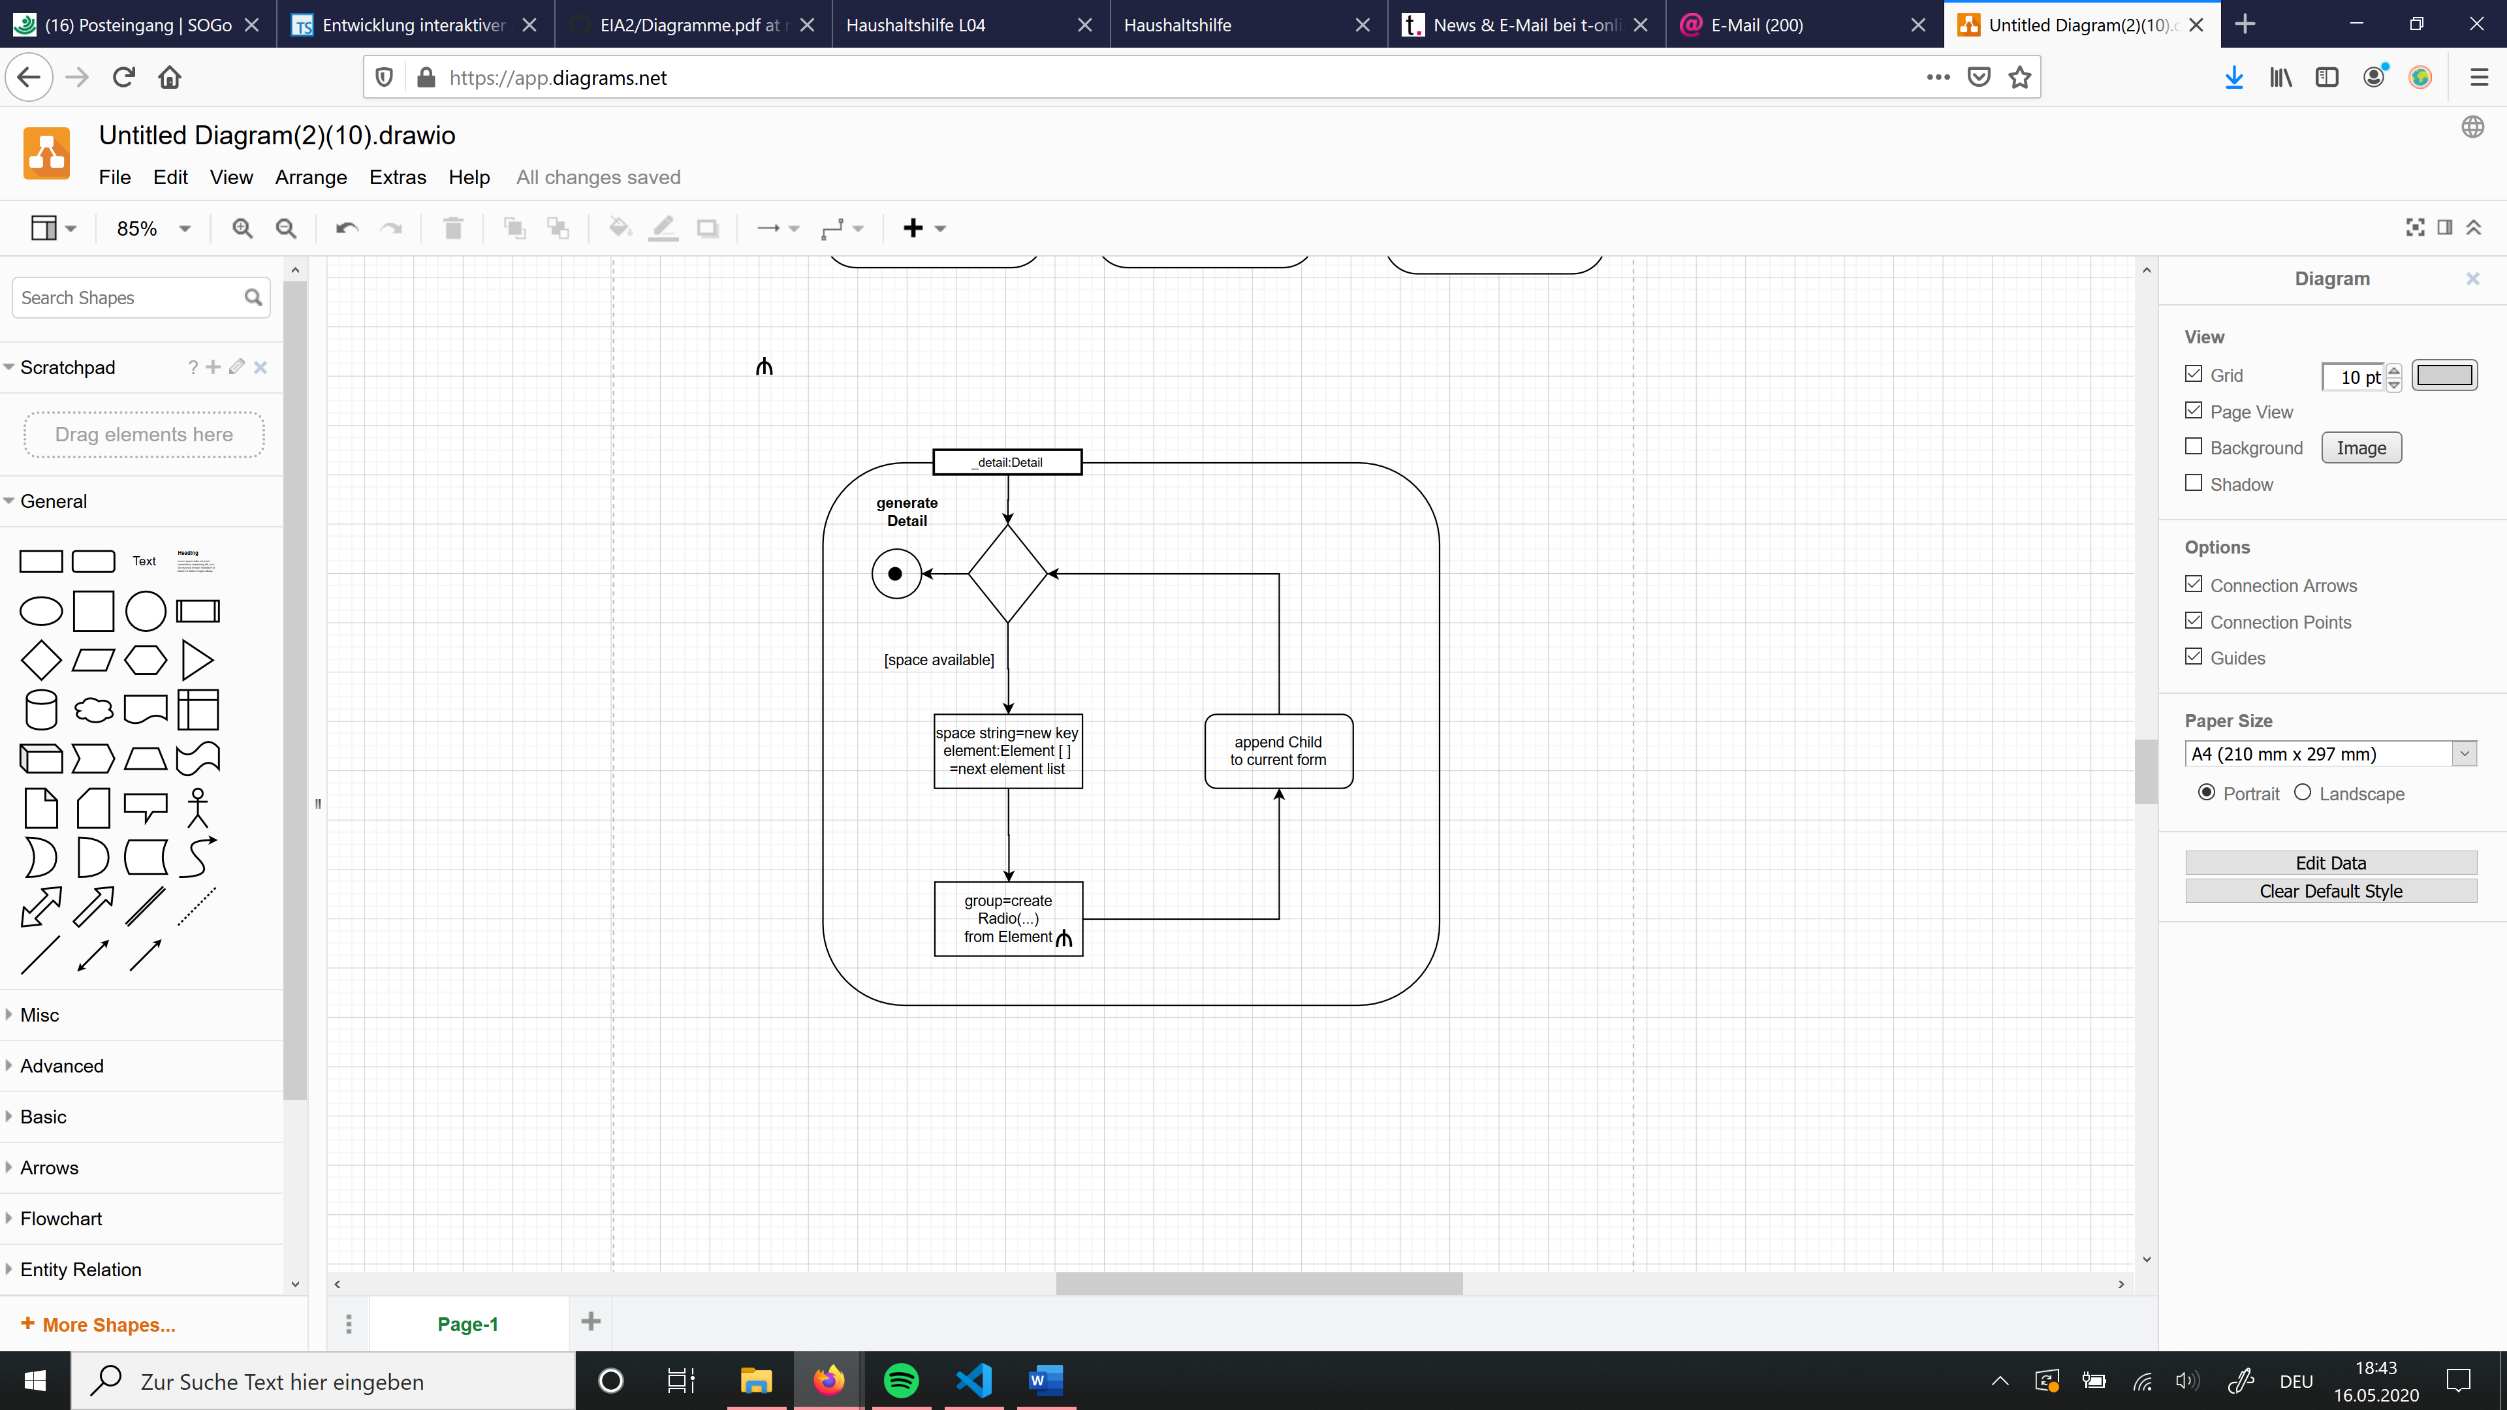 (16) Posteingang | SOGo
Entwicklung interaktiver
EIA2/Diagramme.pdf at
Haushaltshilfe L04
Haushaltshilfe
News & E-Mail bei t-onli
E-Mail (200)
Untitled Diagram(2)(10).
https://app.diagrams.net
Untitled Diagram(2)(10).drawio
File Edit View Arrange Extras Help All changes saved
85%
Search Shapes
Scratchpad
?
Drag elements here
General
Text
Heading
Misc
Advanced
Basic
Arrows
Flowchart
Entity Relation
+ More Shapes...
_detail:Detail
generate
Detail
[space available]
space string=new key
element:Element [ ]
=next element list
append Child
to current form
group=create
Radio(...)
from Element
Page-1
Diagram
View
Grid
10 pt
Page View
Background
Image
Shadow
Options
Connection Arrows
Connection Points
Guides
Paper Size
A4 (210 mm x 297 mm)
Portrait
Landscape
Edit Data
Clear Default Style
Zur Suche Text hier eingeben
DEU
18:43
16.05.2020